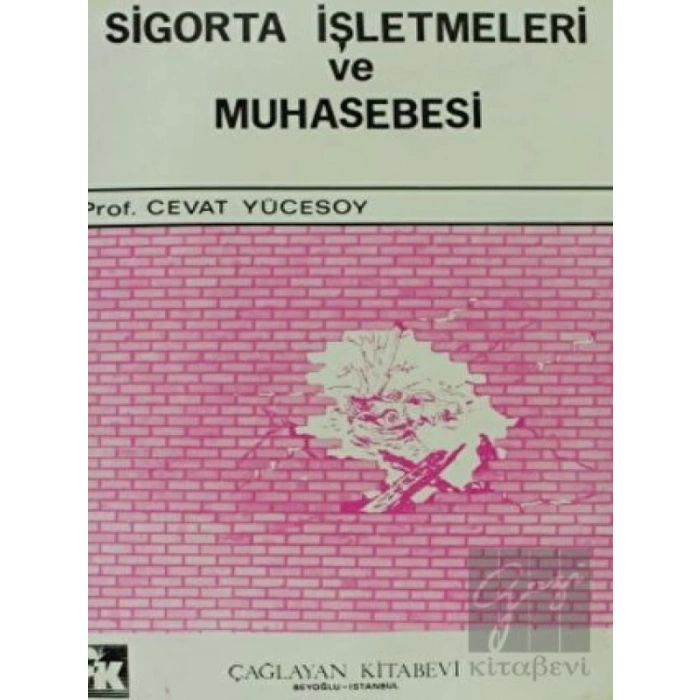 SİGORTA İŞLETMELERİ
ve
MUHASEBESİ
Prof. CEVAT YÜCESOY
ÇAĞLAYAN KİTABEVİ
BEYOĞLU-İSTANBUL
kitabevi